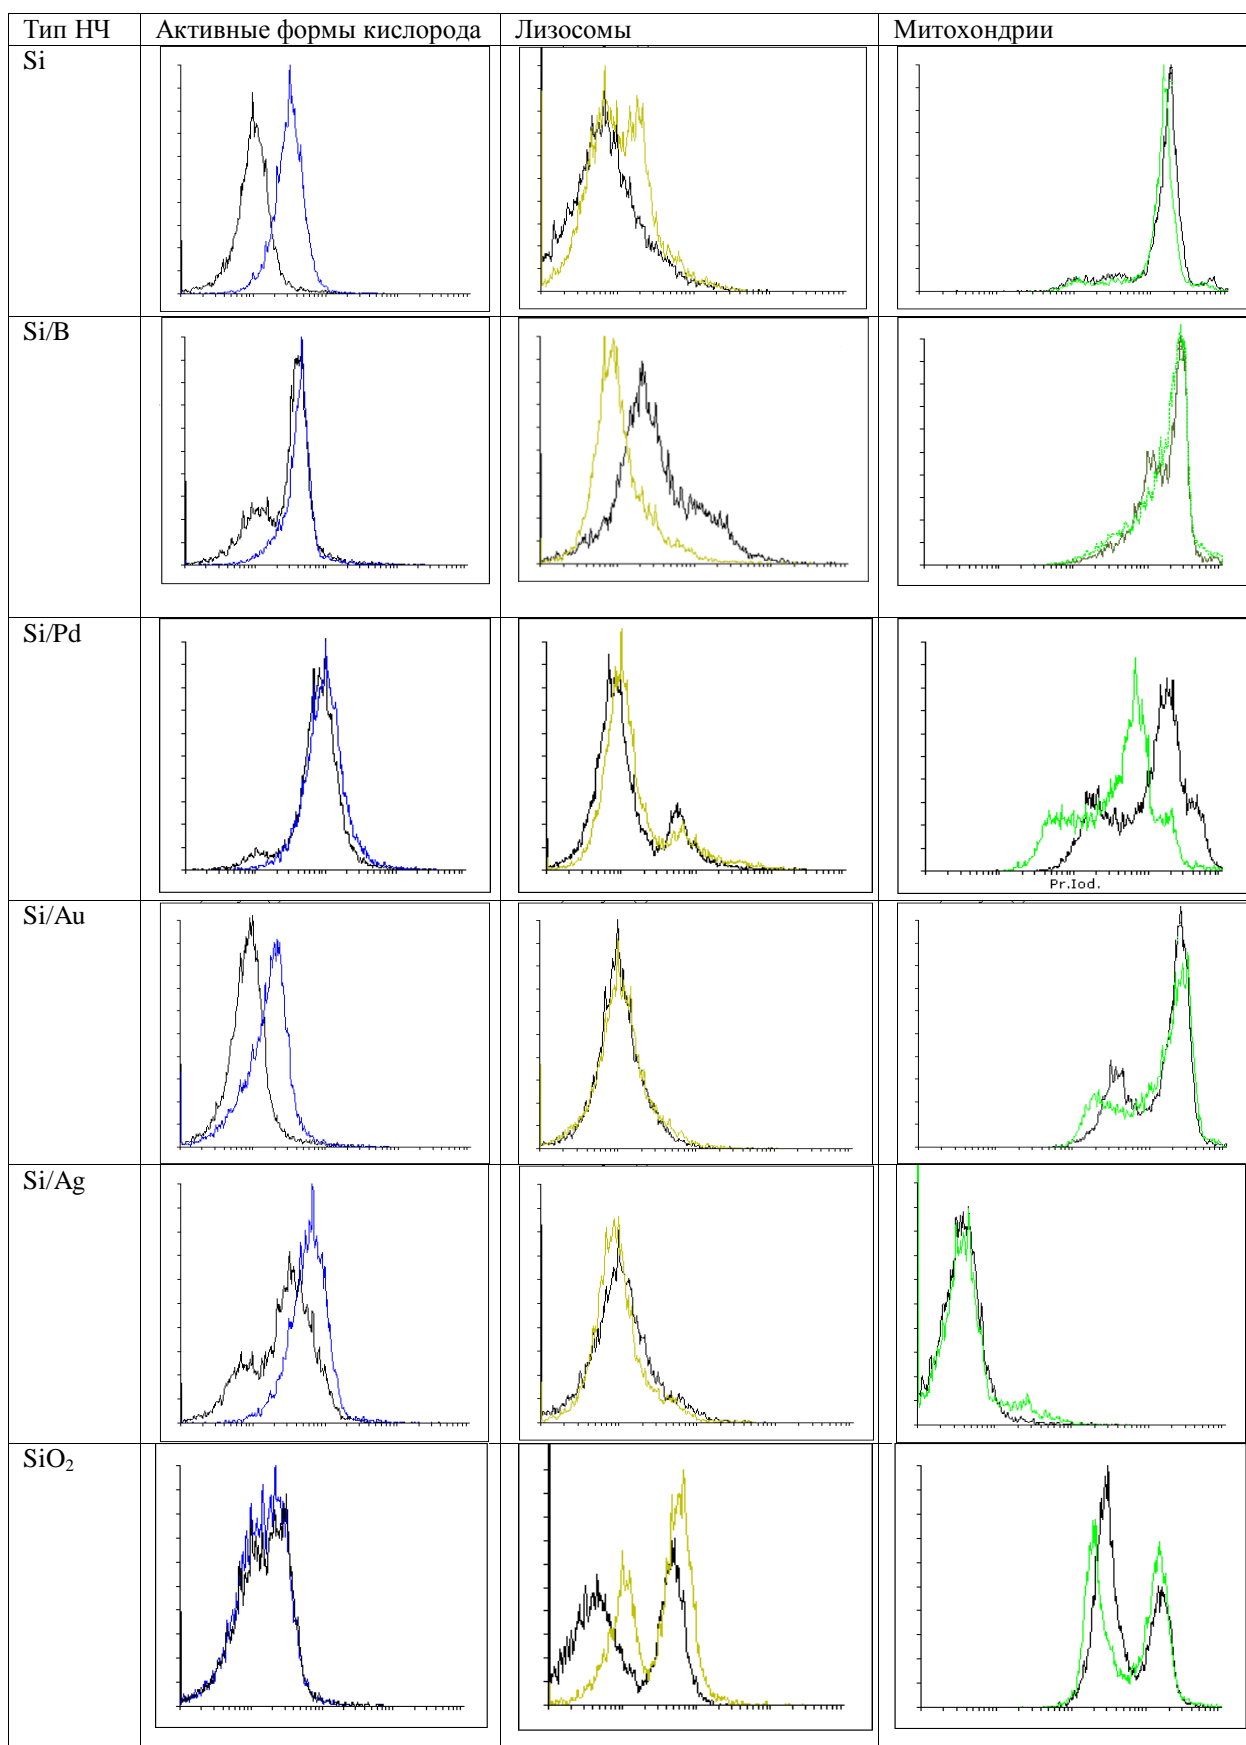 Тип НЧ Активные формы кислорода Лизосомы Митохондрии
Si
Si/B
Si/Pd
Pr.Iod.
Si/Au
Si/Ag
SiO₂